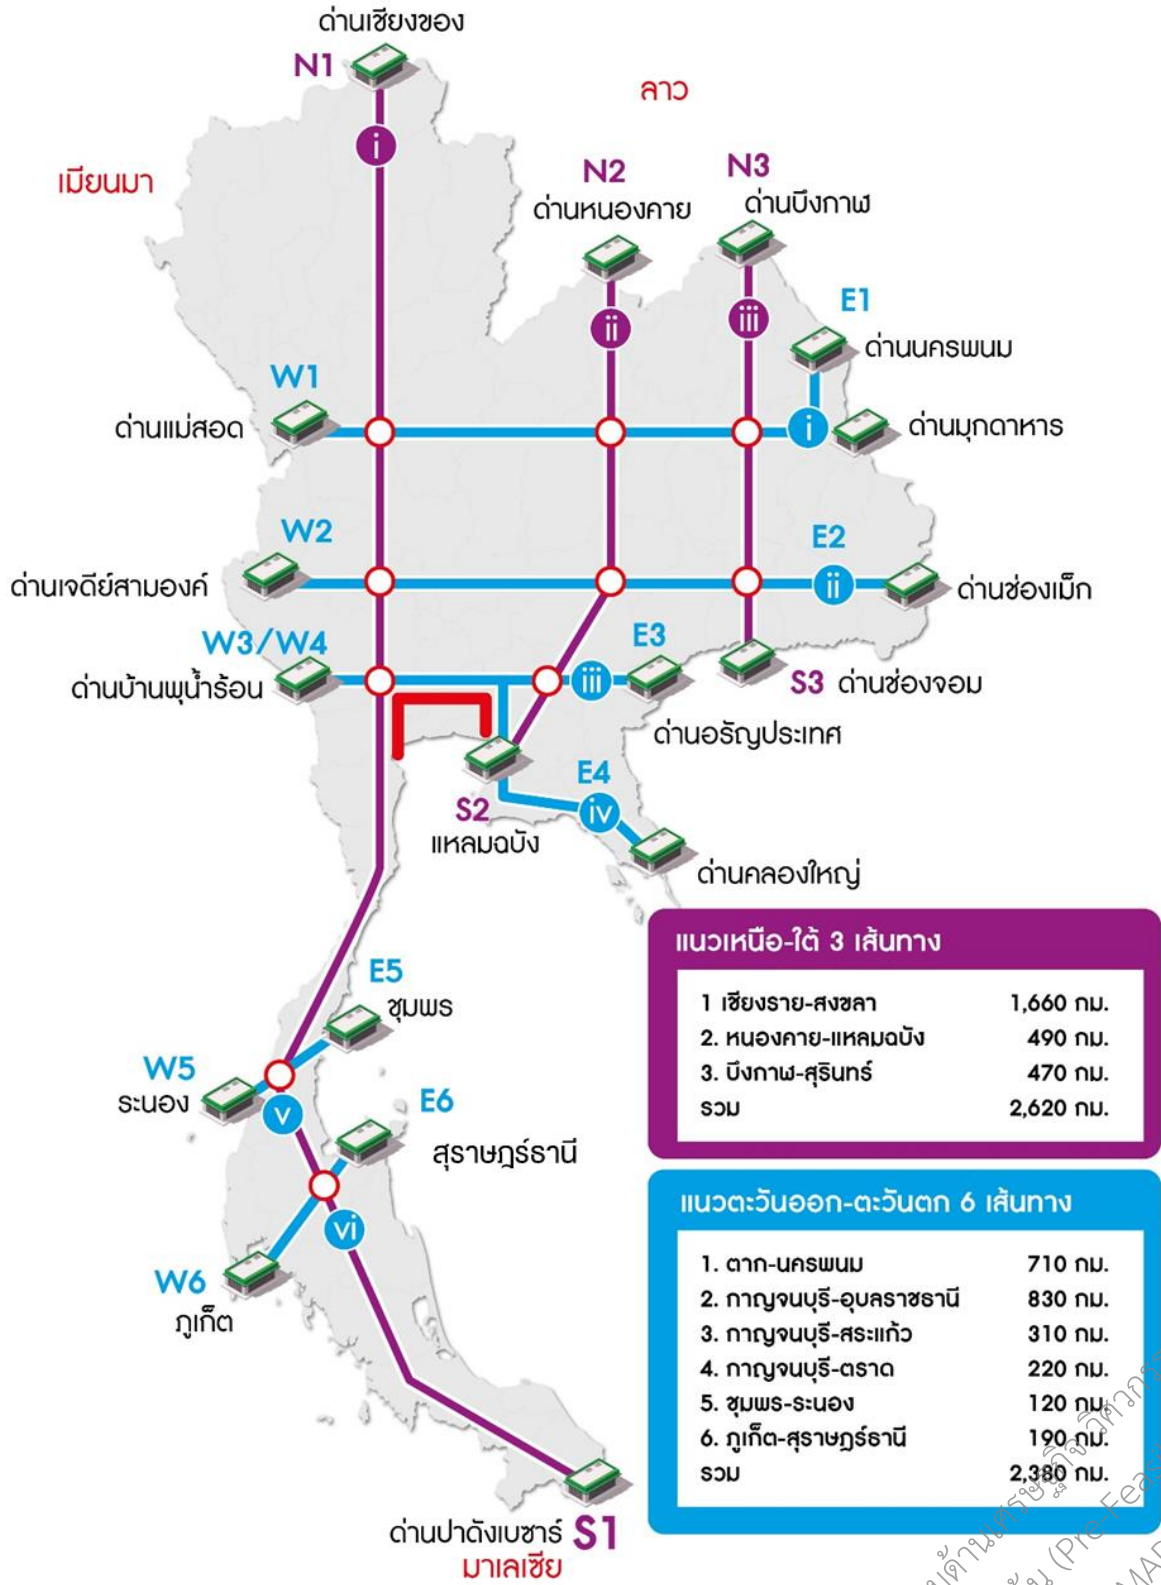 ด่านเชียงของ
N1
ลาว
i
เมียนมา
N2
N3
ด่านหนองคาย
ด่านบึงกาฬ
ii
iii
E1
ด่านนครพนม
W1
ด่านแม่สอด
i
ด่านมุกดาหาร
W2
E2
ด่านเจดีย์สามองค์
ii
ด่านช่องเม็ก
W3/W4
E3
ด่านบ้านพุน้ำร้อน
iii
S3 ด่านช่องจอม
ด่านอรัญประเทศ
E4
S2
iv
แหลมฉบัง
ด่านคลองใหญ่
แนวเหนือ-ใต้ 3 เส้นทาง
1 เชียงราย-สงขลา 1,660 กม.
2. หนองคาย-แหลมฉบัง 490 กม.
3. บึงกาฬ-สุรินทร์ 470 กม.
รวม 2,620 กม.
E5
ชุมพร
W5
ระนอง
v
E6
สุราษฎร์ธานี
vi
W6
ภูเก็ต
แนวตะวันออก-ตะวันตก 6 เส้นทาง
1. ตาก-นครพนม 710 กม.
2. กาญจนบุรี-อุบลราชธานี 830 กม.
3. กาญจนบุรี-สระแก้ว 310 กม.
4. กาญจนบุรี-ตราด 220 กม.
5. ชุมพร-ระนอง 120 กม.
6. ภูเก็ต-สุราษฎร์ธานี 190 กม.
รวม 2,380 กม.
ด่านปาดังเบซาร์ S1
มาเลเซีย
(Pre-Feas
MAP